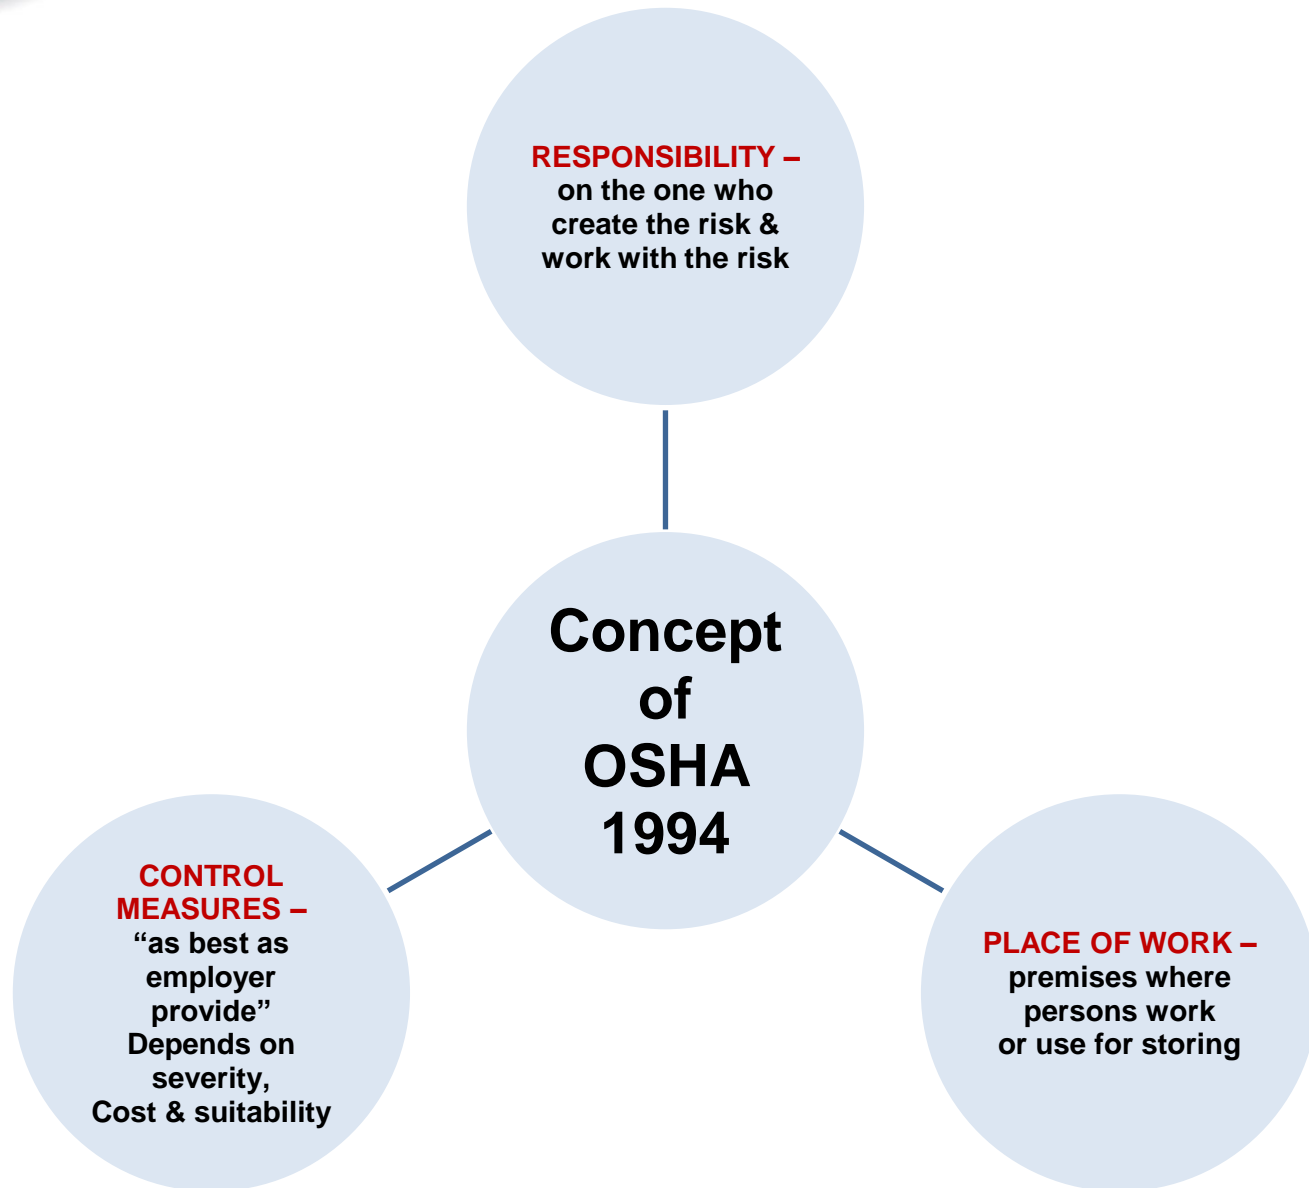 RESPONSIBILITY –
on the one who
create the risk &
work with the risk
Concept
of
OSHA
1994
CONTROL
MEASURES –
“as best as
employer
provide”
Depends on
severity,
Cost & suitability
PLACE OF WORK –
premises where
persons work
or use for storing